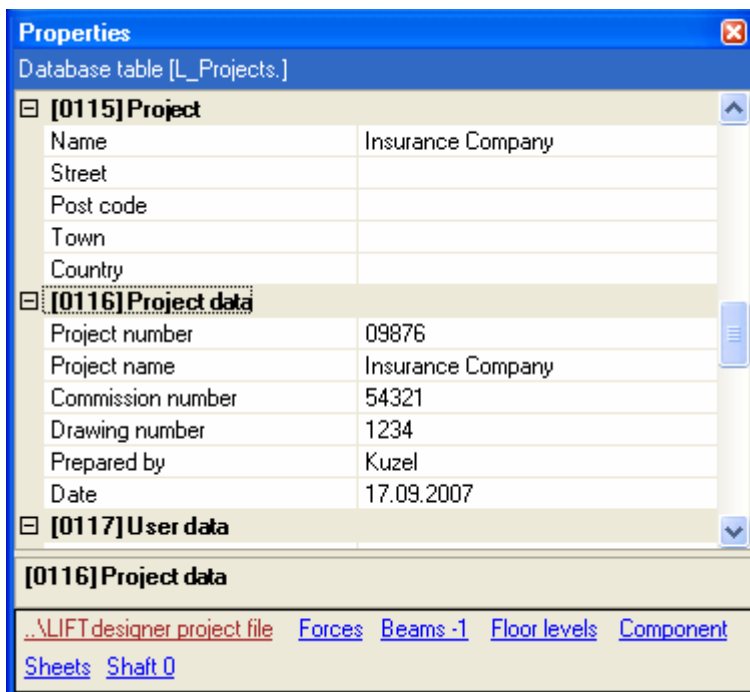 Properties
Database table [L_Projects.]
[0115] Project
Name Insurance Company
Street
Post code
Town
Country
[0116] Project data
Project number 09876
Project name Insurance Company
Commission number 54321
Drawing number 1234
Prepared by Kuzel
Date 17.09.2007
[0117] User data
[0116] Project data
..\LIFTdesigner project file Forces Beams -1 Floor levels Component
Sheets Shaft 0